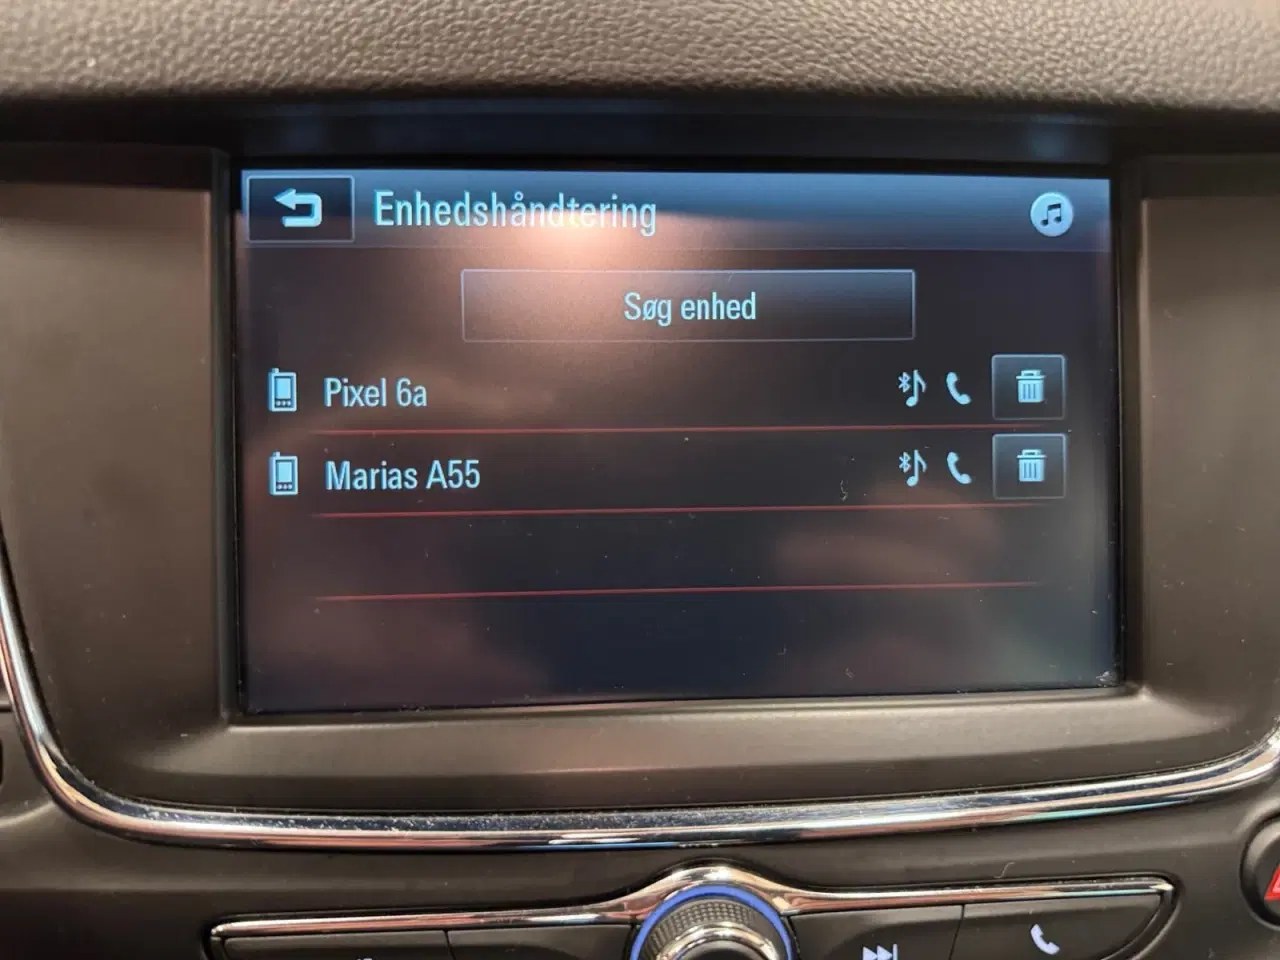 Enhedshåndtering
Søg enhed
Pixel 6a
Marias A55